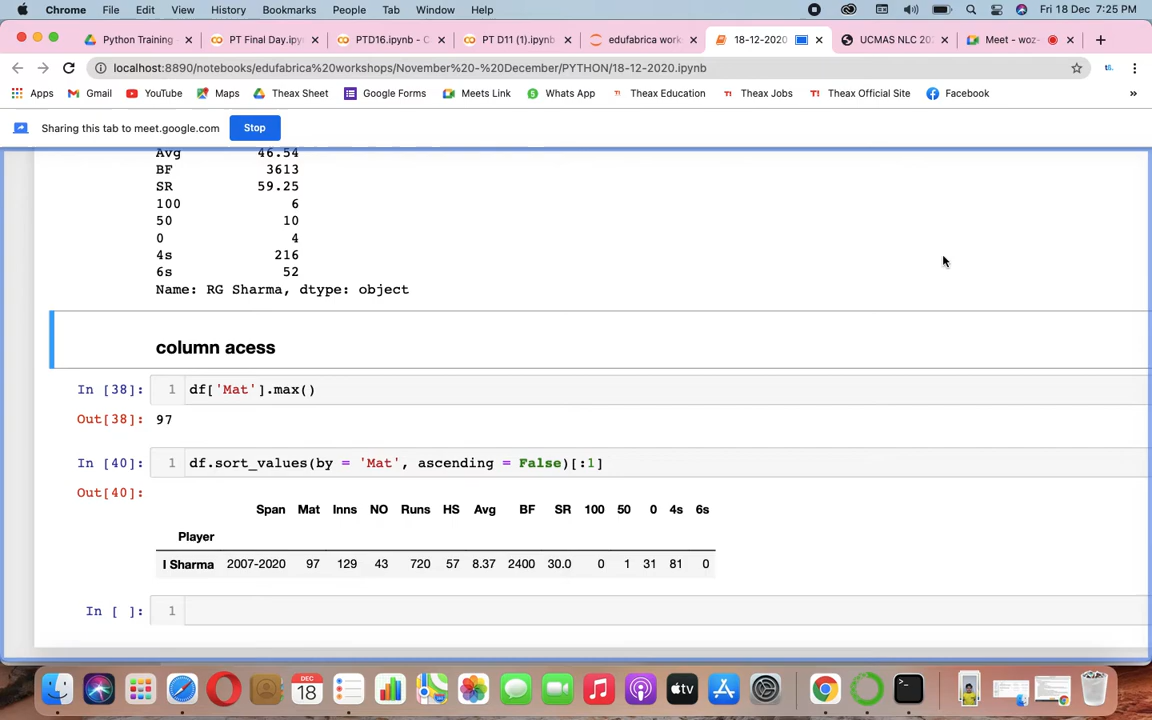 Chrome File Edit View History Bookmarks People Tab Window Help Fri 18 Dec 7:25 PM
Python Training - PT Final Day.ipy PTD16.ipynb - C PT D11 (1).ipynb edufabrica work 18-12-2020 UCMAS NLC 20 Meet - woz-
localhost:8890/notebooks/edufabrica%20workshops/November%20-%20December/PYTHON/18-12-2020.ipynb
Apps Gmail YouTube Maps Theax Sheet Google Forms Meets Link Whats App Theax Education Theax Jobs Theax Official Site Facebook »
Sharing this tab to meet.google.com Stop
Avg 46.54
BF 3613
SR 59.25
100 6
50 10
0 4
4s 216
6s 52
Name: RG Sharma, dtype: object
column acess
In [38]: 1 df['Mat'].max()
Out[38]: 97
In [40]: 1 df.sort_values(by = 'Mat', ascending = False)[:1]
Out[40]:
Span Mat Inns NO Runs HS Avg BF SR 100 50 0 4s 6s
Player
I Sharma 2007-2020 97 129 43 720 57 8.37 2400 30.0 0 1 31 81 0
In [ ]: 1
DEC
18
tv